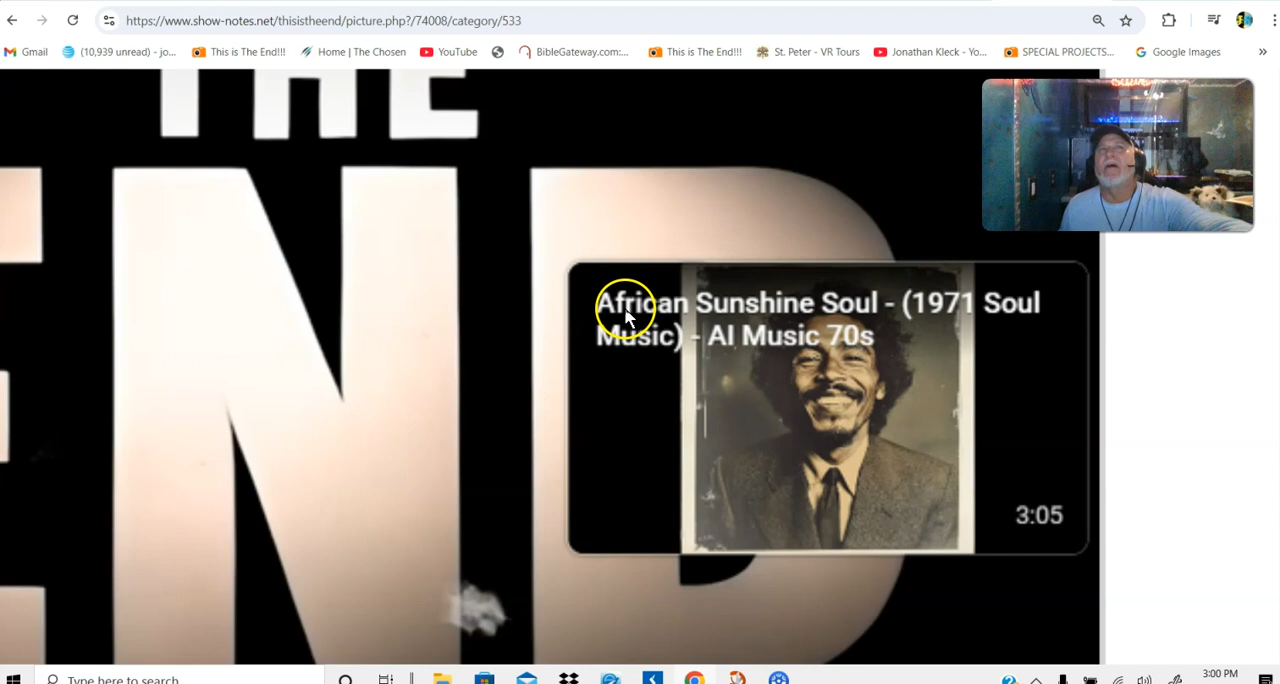 https://www.show-notes.net/thisistheend/picture.php?/74008/category/533
Gmail
(10,939 unread) - jo...
This is The End!!!
Home | The Chosen
YouTube
BibleGateway.com:...
This is The End!!!
St. Peter - VR Tours
Jonathan Kleck - Yo...
SPECIAL PROJECTS...
Google Images
THE
END
African Sunshine Soul - (1971 Soul
Music) - AI Music 70s
3:05
Type here to search
3:00 PM